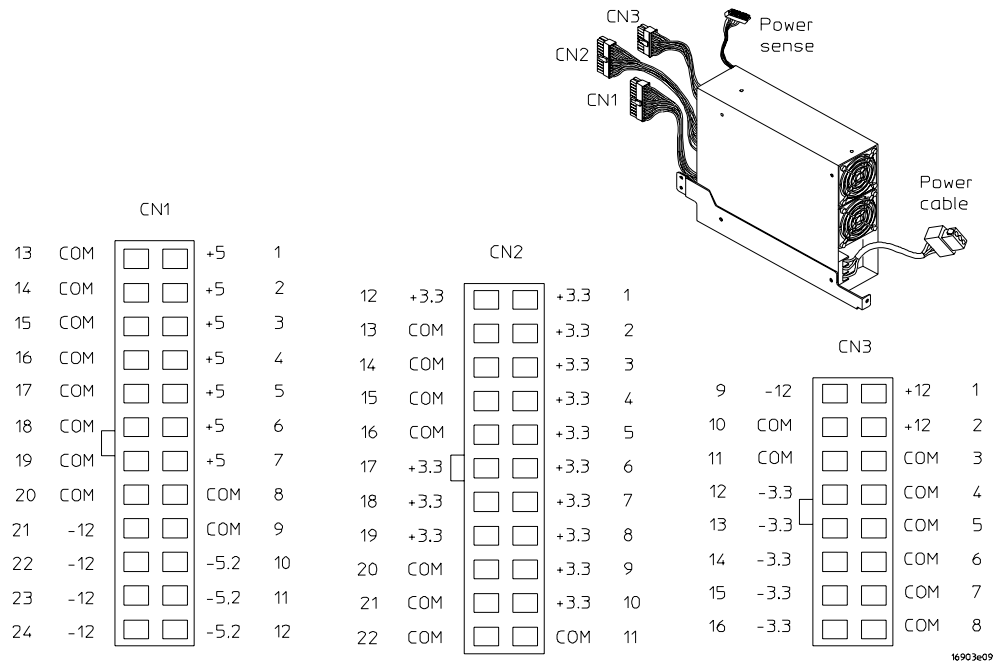 CN3
Power
sense
CN2
CN1
Power
cable
CN1
13 COM +5 1
14 COM +5 2
15 COM +5 3
16 COM +5 4
17 COM +5 5
18 COM +5 6
19 COM +5 7
20 COM COM 8
21 -12 COM 9
22 -12 -5.2 10
23 -12 -5.2 11
24 -12 -5.2 12
CN2
12 +3.3 +3.3 1
13 COM +3.3 2
14 COM +3.3 3
15 COM +3.3 4
16 COM +3.3 5
17 +3.3 +3.3 6
18 +3.3 +3.3 7
19 +3.3 +3.3 8
20 COM +3.3 9
21 COM +3.3 10
22 COM COM 11
CN3
9 -12 +12 1
10 COM +12 2
11 COM COM 3
12 -3.3 COM 4
13 -3.3 COM 5
14 -3.3 COM 6
15 -3.3 COM 7
16 -3.3 COM 8
16903e09